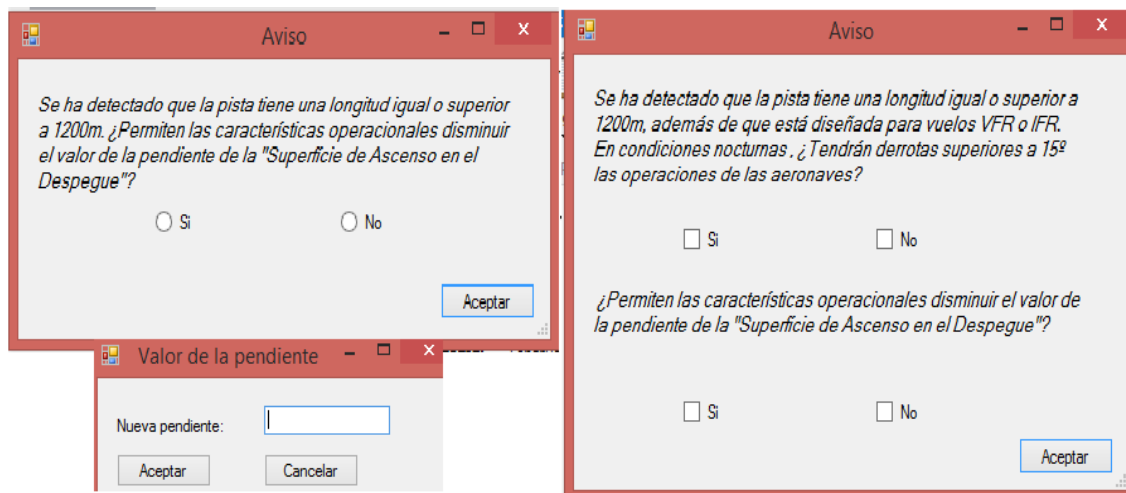 Aviso
Se ha detectado que la pista tiene una longitud igual o superior
a 1200m. ¿Permiten las características operacionales disminuir
el valor de la pendiente de la "Superficie de Ascenso en el
Despegue"?
Si
No
Aceptar
Valor de la pendiente
Nueva pendiente:
Aceptar
Cancelar
Aviso
Se ha detectado que la pista tiene una longitud igual o superior a
1200m, además de que está diseñada para vuelos VFR o IFR.
En condiciones nocturnas , ¿Tendrán derrotas superiores a 15º
las operaciones de las aeronaves?
Si
No
¿Permiten las características operacionales disminuir el valor de
la pendiente de la "Superficie de Ascenso en el Despegue"?
Si
No
Aceptar